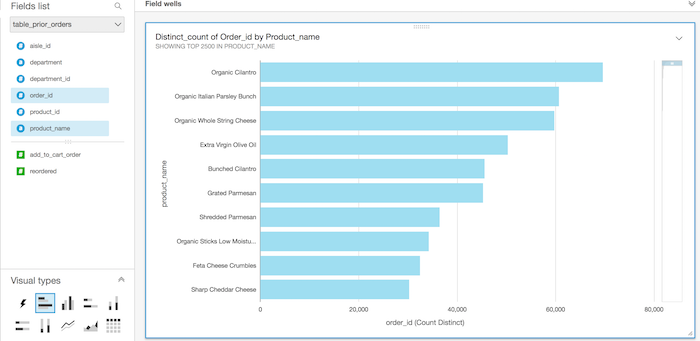 Fields list
table_prior_orders
aisle_id
department
department_id
order_id
product_id
product_name
add_to_cart_order
reordered
Visual types
Field wells
Distinct_count of Order_id by Product_name
SHOWING TOP 2500 IN PRODUCT_NAME
product_name
Organic Cilantro
Organic Italian Parsley Bunch
Organic Whole String Cheese
Extra Virgin Olive Oil
Bunched Cilantro
Grated Parmesan
Shredded Parmesan
Organic Sticks Low Moistu...
Feta Cheese Crumbles
Sharp Cheddar Cheese
0 20,000 40,000 60,000 80,000
order_id (Count Distinct)